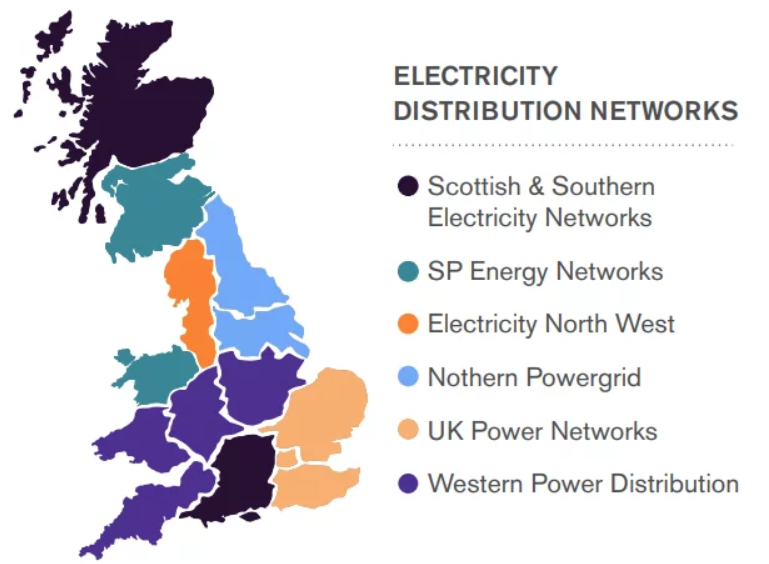 ELECTRICITY
DISTRIBUTION NETWORKS
Scottish & Southern
Electricity Networks
SP Energy Networks
Electricity North West
Nothern Powergrid
UK Power Networks
Western Power Distribution